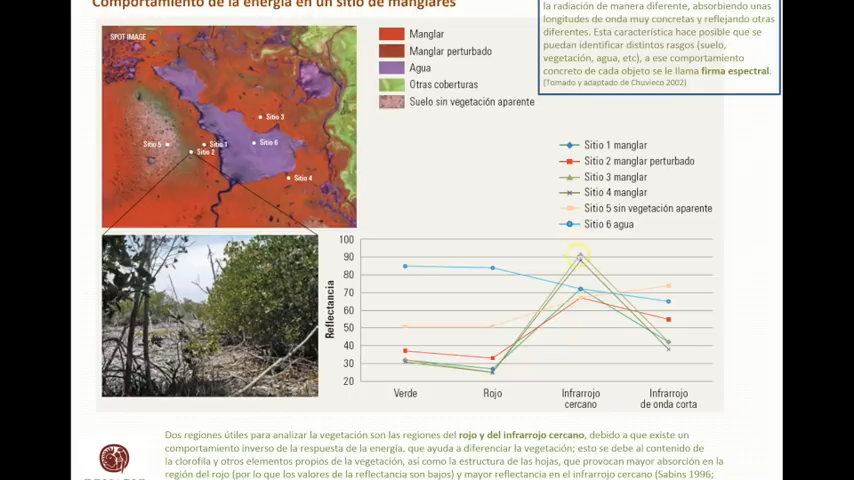 Comportamiento de la energía en un sitio de manglares
la radiación de manera diferente, absorbiendo unas
longitudes de onda muy concretas y reflejando otras
diferentes. Esta característica hace posible que se
puedan identificar distintos rasgos (suelo,
vegetación, agua, etc), a ese comportamiento
concreto de cada objeto se le llama firma espectral.
(Tomado y adaptado de Chuvieco 2002)
SPOT IMAGE
Manglar
Manglar perturbado
Agua
Otras coberturas
Suelo sin vegetación aparente
Sitio 3
Sitio 5
Sitio 1
Sitio 6
Sitio 2
Sitio 4
Sitio 1 manglar
Sitio 2 manglar perturbado
Sitio 3 manglar
Sitio 4 manglar
Sitio 5 sin vegetación aparente
Sitio 6 agua
Reflectancia
100
90
80
70
60
50
40
30
20
Verde
Rojo
Infrarrojo
cercano
Infrarrojo
de onda corta
Dos regiones útiles para analizar la vegetación son las regiones del rojo y del infrarrojo cercano, debido a que existe un
comportamiento inverso de la respuesta de la energía, que ayuda a diferenciar la vegetación; esto se debe al contenido de
la clorofila y otros elementos propios de la vegetación, así como la estructura de las hojas, que provocan mayor absorción en la
región del rojo (por lo que los valores de la reflectancia son bajos) y mayor reflectancia en el infrarrojo cercano (Sabins 1996;